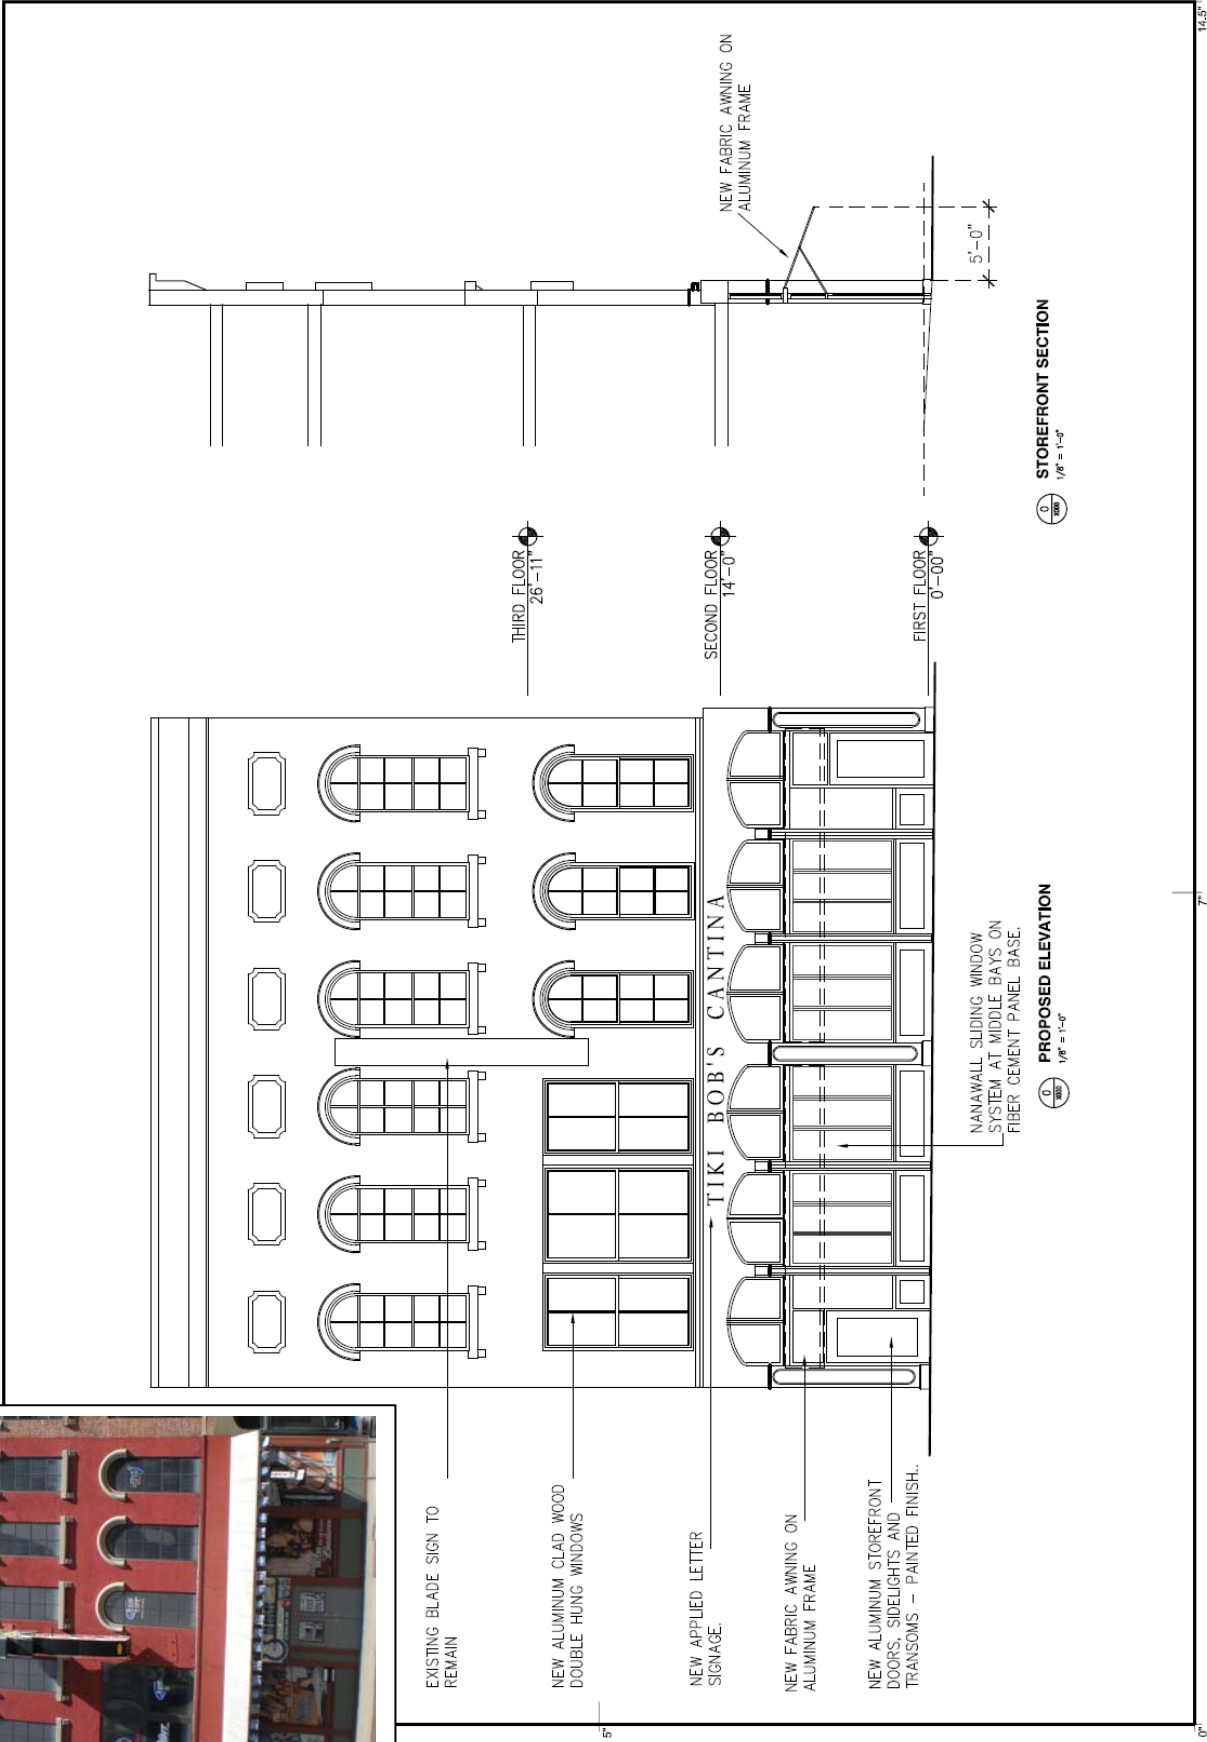 EXISTING BLADE SIGN TO
REMAIN
NEW ALUMINUM CLAD WOOD
DOUBLE HUNG WINDOWS
NEW APPLIED LETTER
SIGNAGE.
NEW FABRIC AWNING ON
ALUMINUM FRAME
NEW ALUMINUM STOREFRONT
DOORS, SIDELIGHTS AND
TRANSOMS – PAINTED FINISH..
TIKI BOB'S CANTINA
NANAWALL SLIDING WINDOW
SYSTEM AT MIDDLE BAYS ON
FIBER CEMENT PANEL BASE.
0
X000
PROPOSED ELEVATION
1/8" = 1'-0"
THIRD FLOOR
26'-11"
SECOND FLOOR
14'-0"
FIRST FLOOR
0'-00"
NEW FABRIC AWNING ON
ALUMINUM FRAME
5'-0"
0
X000
STOREFRONT SECTION
1/8" = 1'-0"
5"
0"
7"
14.5"